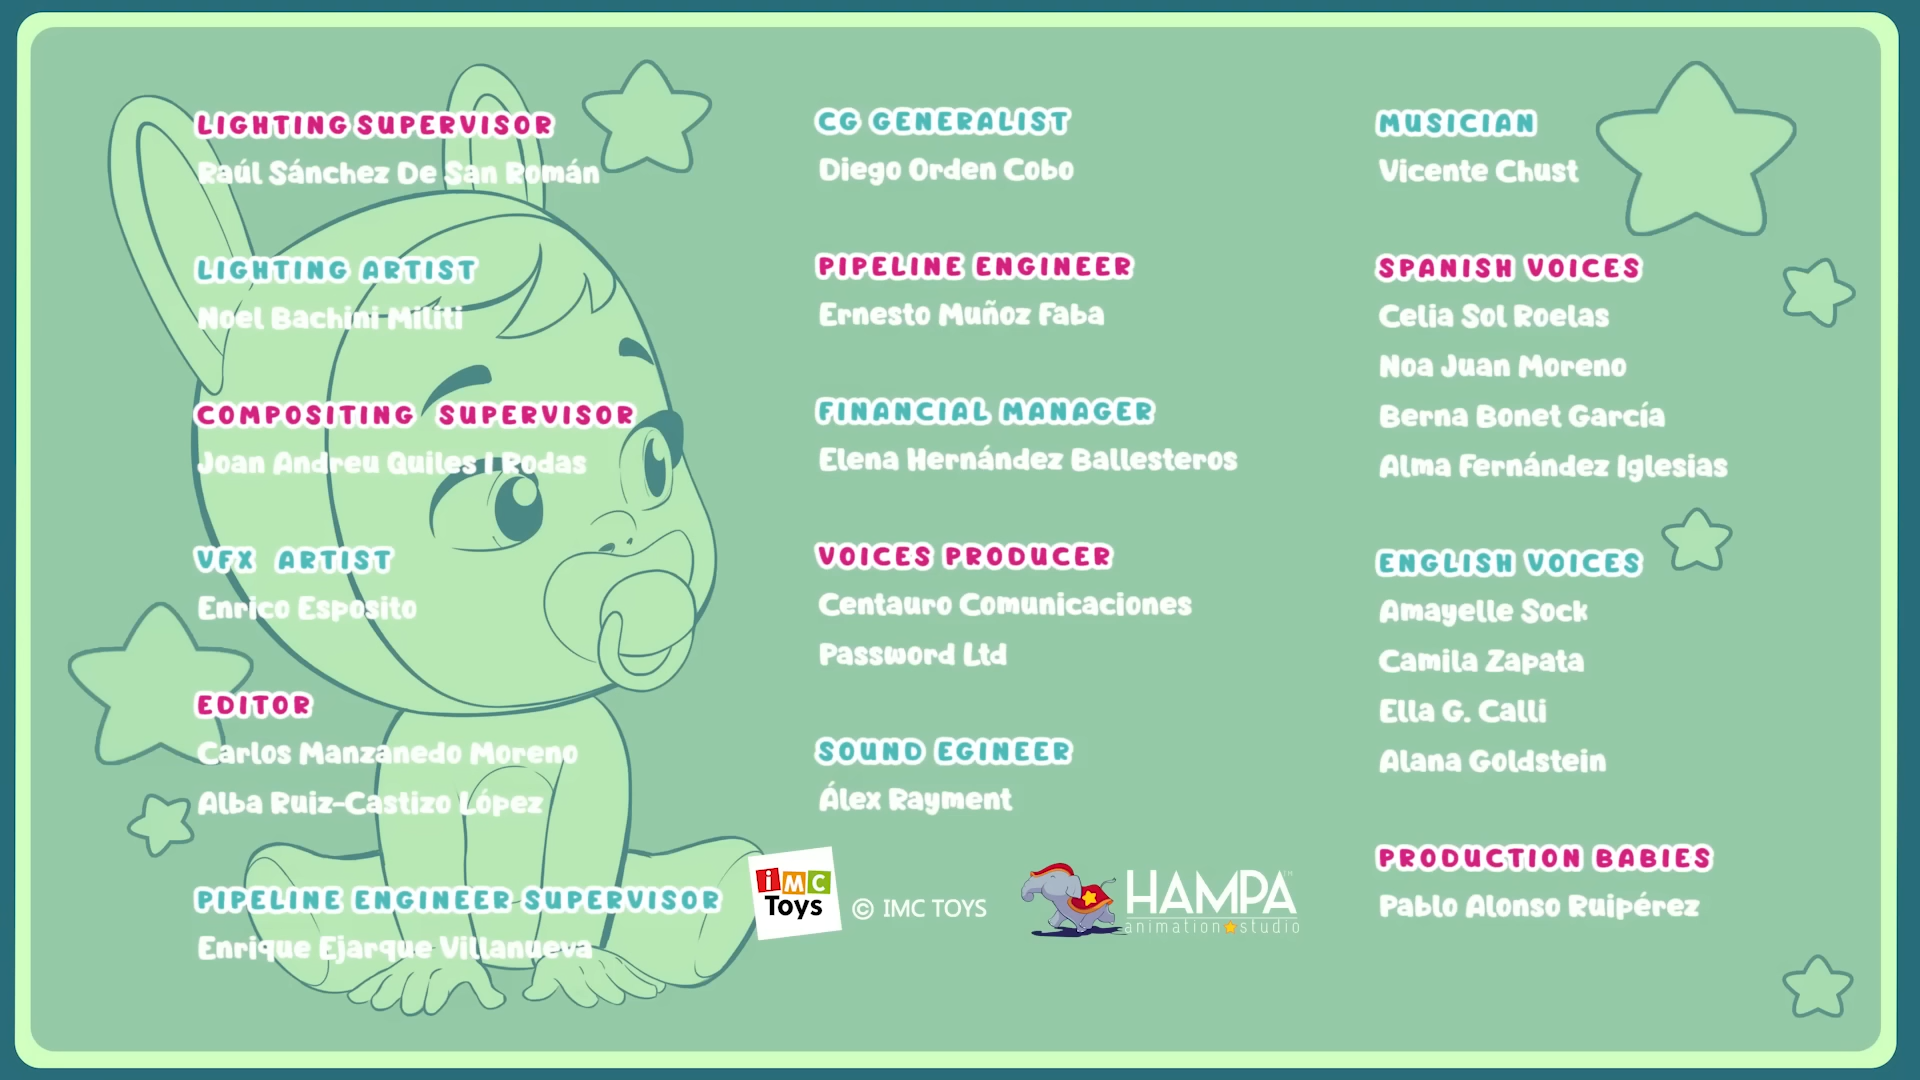 LIGHTING SUPERVISOR
Raúl Sánchez De San Román
LIGHTING ARTIST
Noel Bachini Militi
COMPOSITING SUPERVISOR
Joan Andreu Quiles I Rodas
VFX ARTIST
Enrico Esposito
EDITOR
Carlos Manzanedo Moreno
Alba Ruiz-Castizo López
PIPELINE ENGINEER SUPERVISOR
Enrique Ejarque Villanueva
CG GENERALIST
Diego Orden Cobo
PIPELINE ENGINEER
Ernesto Muñoz Faba
FINANCIAL MANAGER
Elena Hernández Ballesteros
VOICES PRODUCER
Centauro Comunicaciones
Password Ltd
SOUND EGINEER
Álex Rayment
iMC
Toys
© IMC TOYS
HAMPA™
animation studio
MUSICIAN
Vicente Chust
SPANISH VOICES
Celia Sol Roelas
Noa Juan Moreno
Berna Bonet García
Alma Fernández Iglesias
ENGLISH VOICES
Amayelle Sock
Camila Zapata
Ella G. Calli
Alana Goldstein
PRODUCTION BABIES
Pablo Alonso Ruipérez